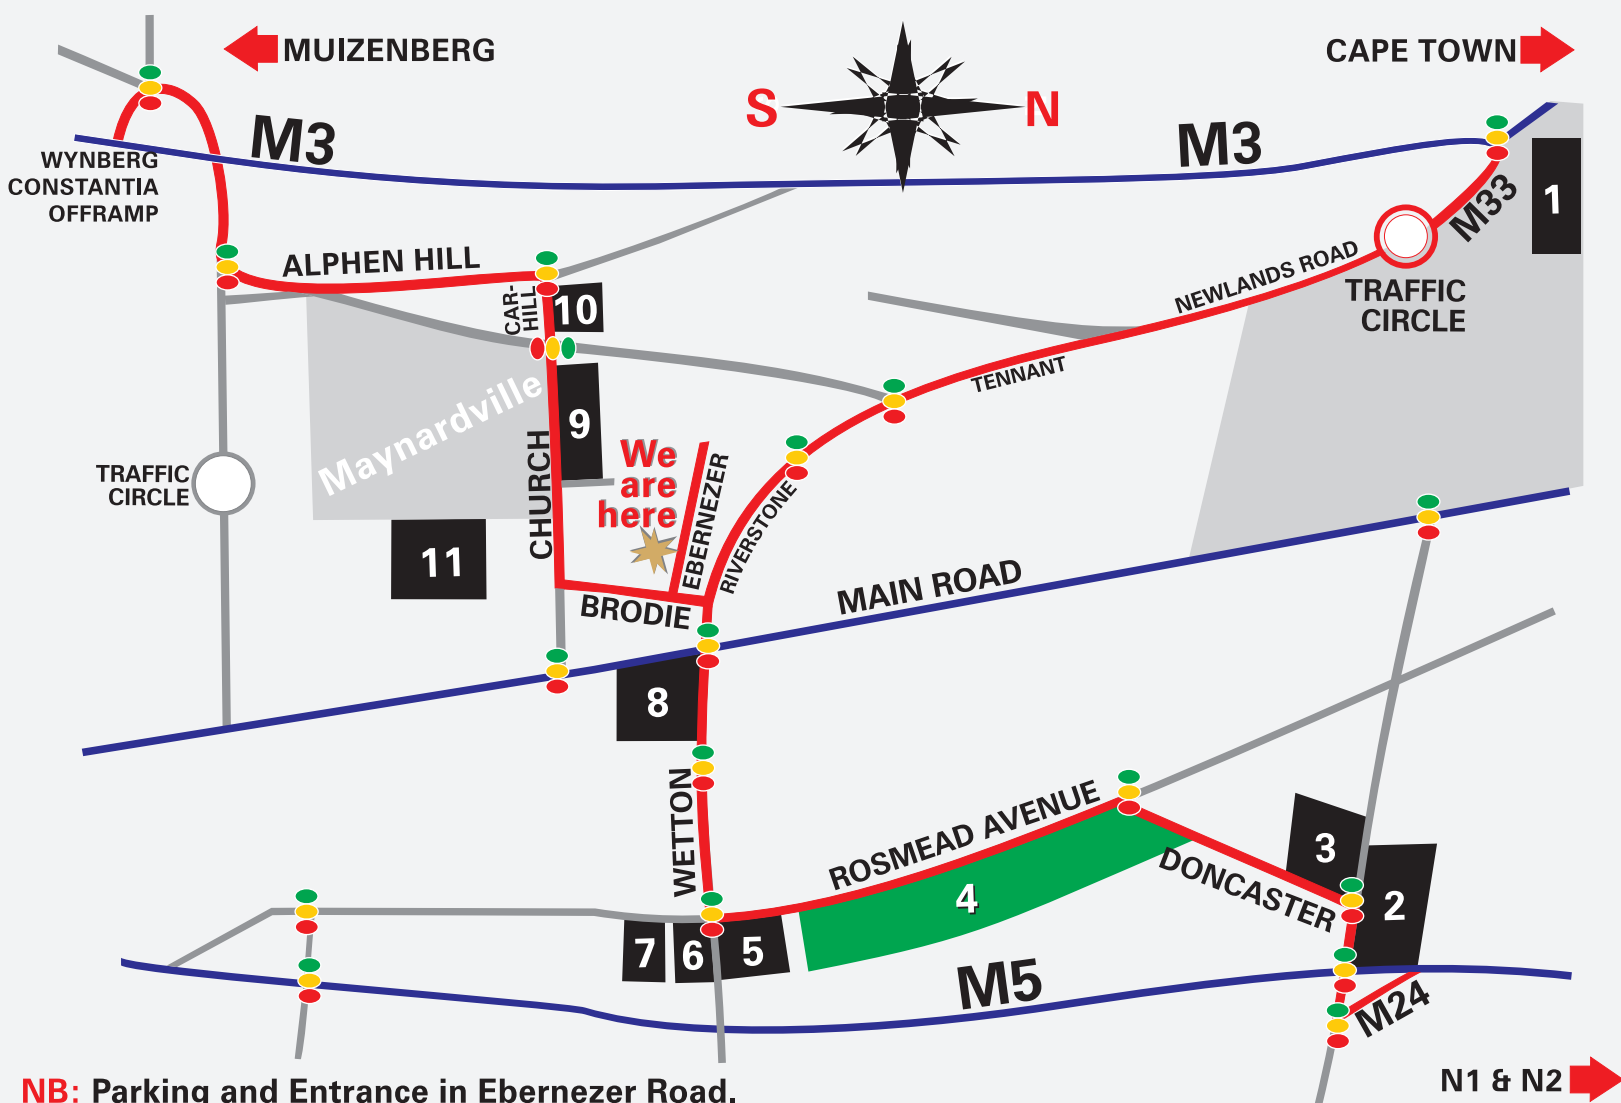 MUIZENBERG
CAPE TOWN
S
N
M3
M3
WYNBERG
CONSTANTIA
OFFRAMP
M33
1
ALPHEN HILL
NEWLANDS ROAD
TRAFFIC
CIRCLE
CAR-
HILL
10
TENNANT
Maynardville
9
CHURCH
We
are
here
EBERNEZER
RIVERSTONE
TRAFFIC
CIRCLE
11
BRODIE
MAIN ROAD
8
WETTON
ROSMEAD AVENUE
3
DONCASTER
2
4
7
6
5
M5
M24
N1 & N2
NB: Parking and Entrance in Ebernezer Road.